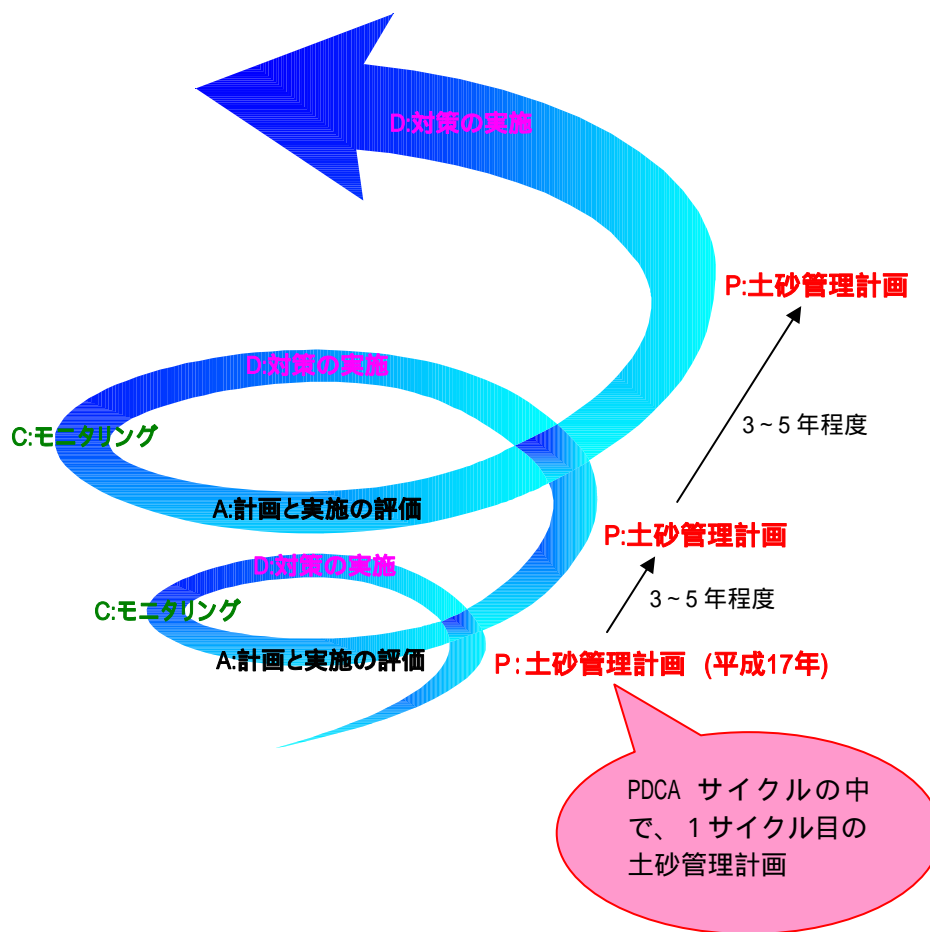 D:対策の実施
P:土砂管理計画
D:対策の実施
3~5年程度
C:モニタリング
A:計画と実施の評価
P:土砂管理計画
D:対策の実施
3~5年程度
C:モニタリング
A:計画と実施の評価
P:土砂管理計画 (平成17年)
PDCA サイクルの中
で、1サイクル目の
土砂管理計画